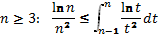 n ≥ 3: ln n / n² ≤ ∫_{n−1}^{n} ln t / t² dt